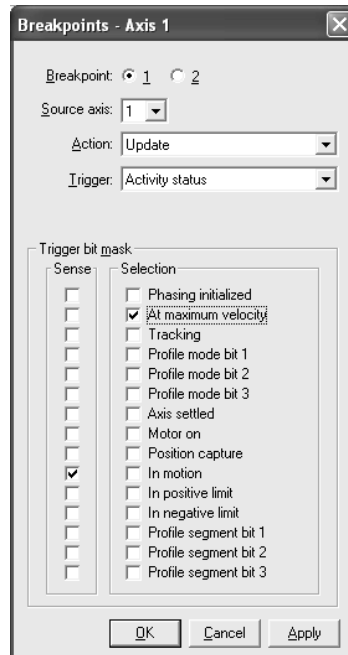 Breakpoints - Axis 1
Breakpoint: 1 2
Source axis: 1
Action: Update
Trigger: Activity status
Trigger bit mask
Sense Selection
Phasing initialized
At maximum velocity
Tracking
Profile mode bit 1
Profile mode bit 2
Profile mode bit 3
Axis settled
Motor on
Position capture
In motion
In positive limit
In negative limit
Profile segment bit 1
Profile segment bit 2
Profile segment bit 3
OK Cancel Apply